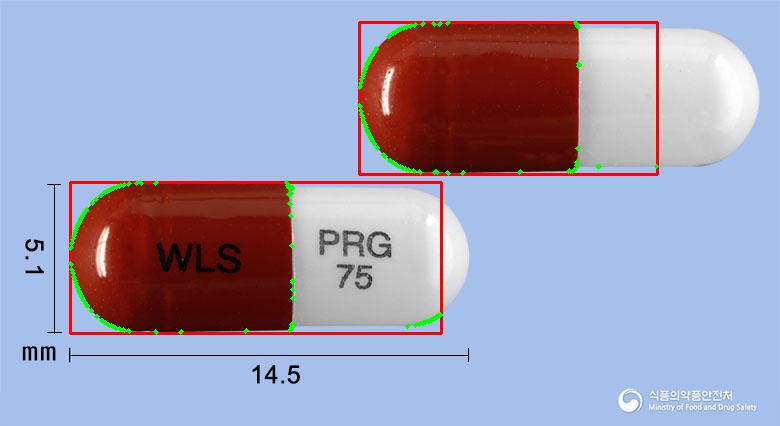 WLS
PRG
75
5.1
mm
14.5
식품의약품안전처
Ministry of Food and Drug Safety